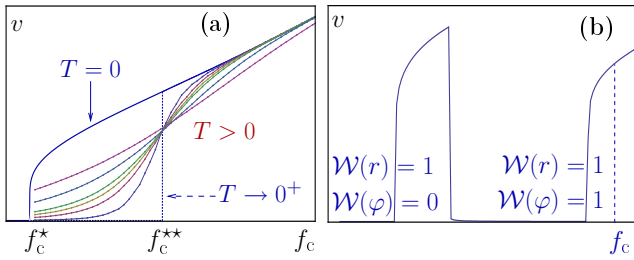 v
(a)
T = 0
T > 0
T → 0⁺
f_c^⋆
f_c^⋆⋆
f_c
v
(b)
𝒲(r) = 1
𝒲(φ) = 0
𝒲(r) = 1
𝒲(φ) = 1
f_c